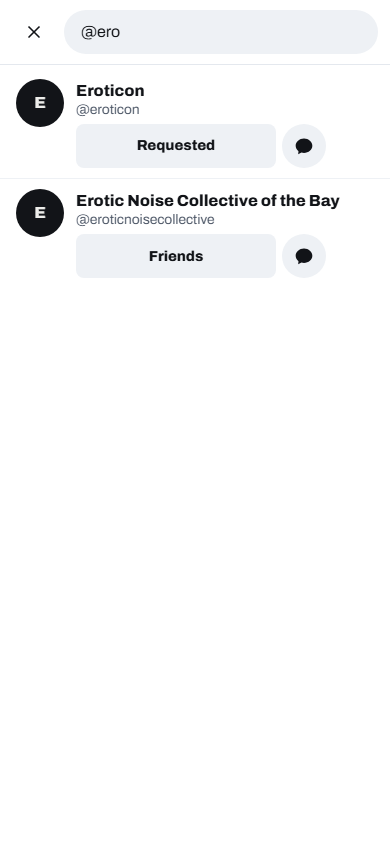 @ero
E
Eroticon
@eroticon
Requested
E
Erotic Noise Collective of the Bay
@eroticnoisecollective
Friends